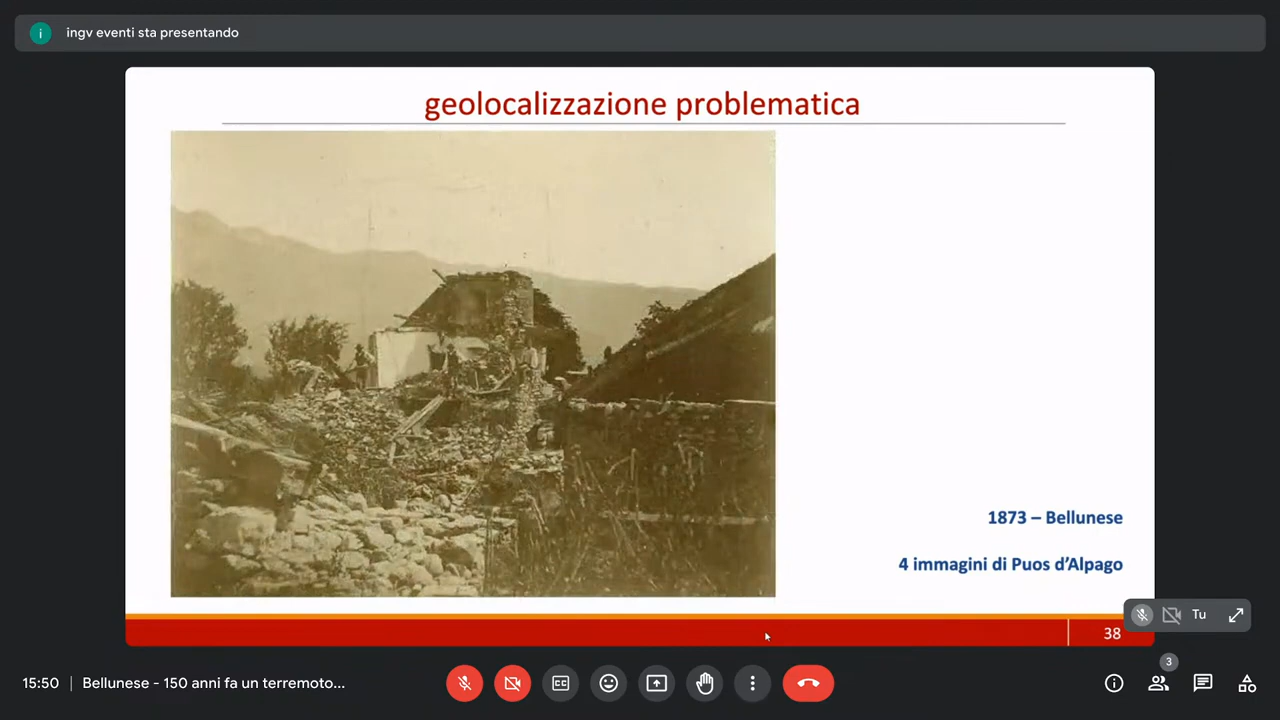 i
ingv eventi sta presentando
geolocalizzazione problematica
1873 – Bellunese
4 immagini di Puos d'Alpago
Tu
38
15:50 | Bellunese - 150 anni fa un terremoto...
CC
3